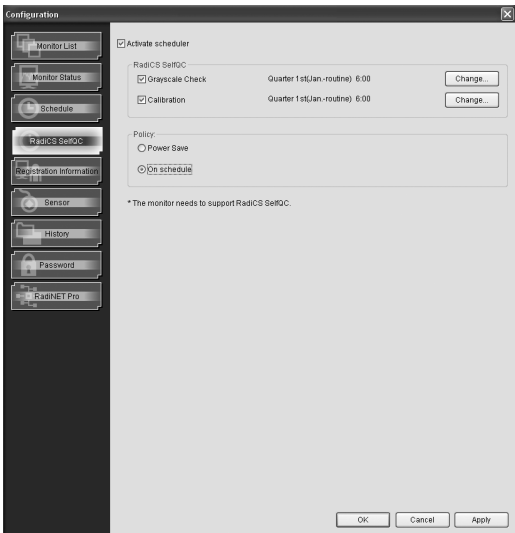 Configuration
Monitor List
Monitor Status
Schedule
RadiCS SelfQC
Registration Information
Sensor
History
Password
RadiNET Pro
Activate scheduler
RadiCS SelfQC
Grayscale Check Quarter 1st(Jan.-routine) 6:00 Change...
Calibration Quarter 1st(Jan.-routine) 6:00 Change...
Policy:
Power Save
On schedule
* The monitor needs to support RadiCS SelfQC.
OK Cancel Apply